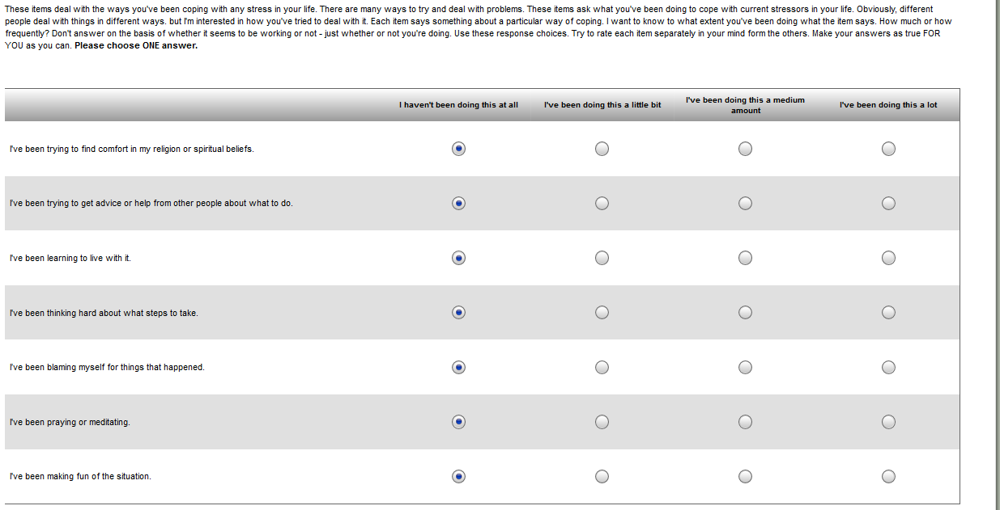 These items deal with the ways you've been coping with any stress in your life. There are many ways to try and deal with problems. These items ask what you've been doing to cope with current stressors in your life. Obviously, different
people deal with things in different ways. but I'm interested in how you've tried to deal with it. Each item says something about a particular way of coping. I want to know to what extent you've been doing what the item says. How much or how
frequently? Don't answer on the basis of whether it seems to be working or not - just whether or not you're doing. Use these response choices. Try to rate each item separately in your mind form the others. Make your answers as true FOR
YOU as you can. Please choose ONE answer.
I haven't been doing this at all
I've been doing this a little bit
I've been doing this a medium
amount
I've been doing this a lot
I've been trying to find comfort in my religion or spiritual beliefs.
I've been trying to get advice or help from other people about what to do.
I've been learning to live with it.
I've been thinking hard about what steps to take.
I've been blaming myself for things that happened.
I've been praying or meditating.
I've been making fun of the situation.